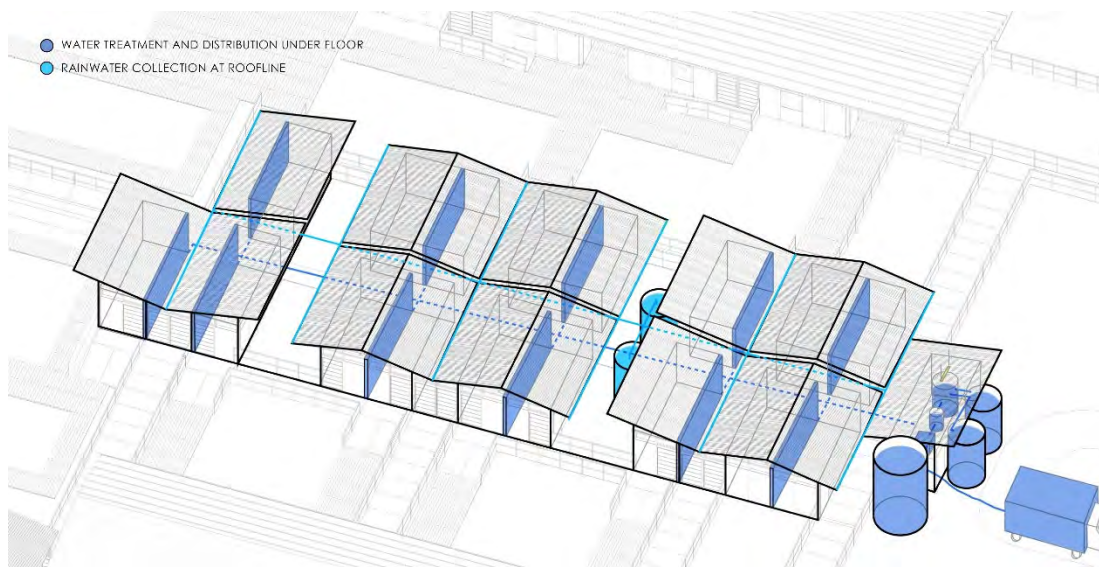 WATER TREATMENT AND DISTRIBUTION UNDER FLOOR
RAINWATER COLLECTION AT ROOFLINE